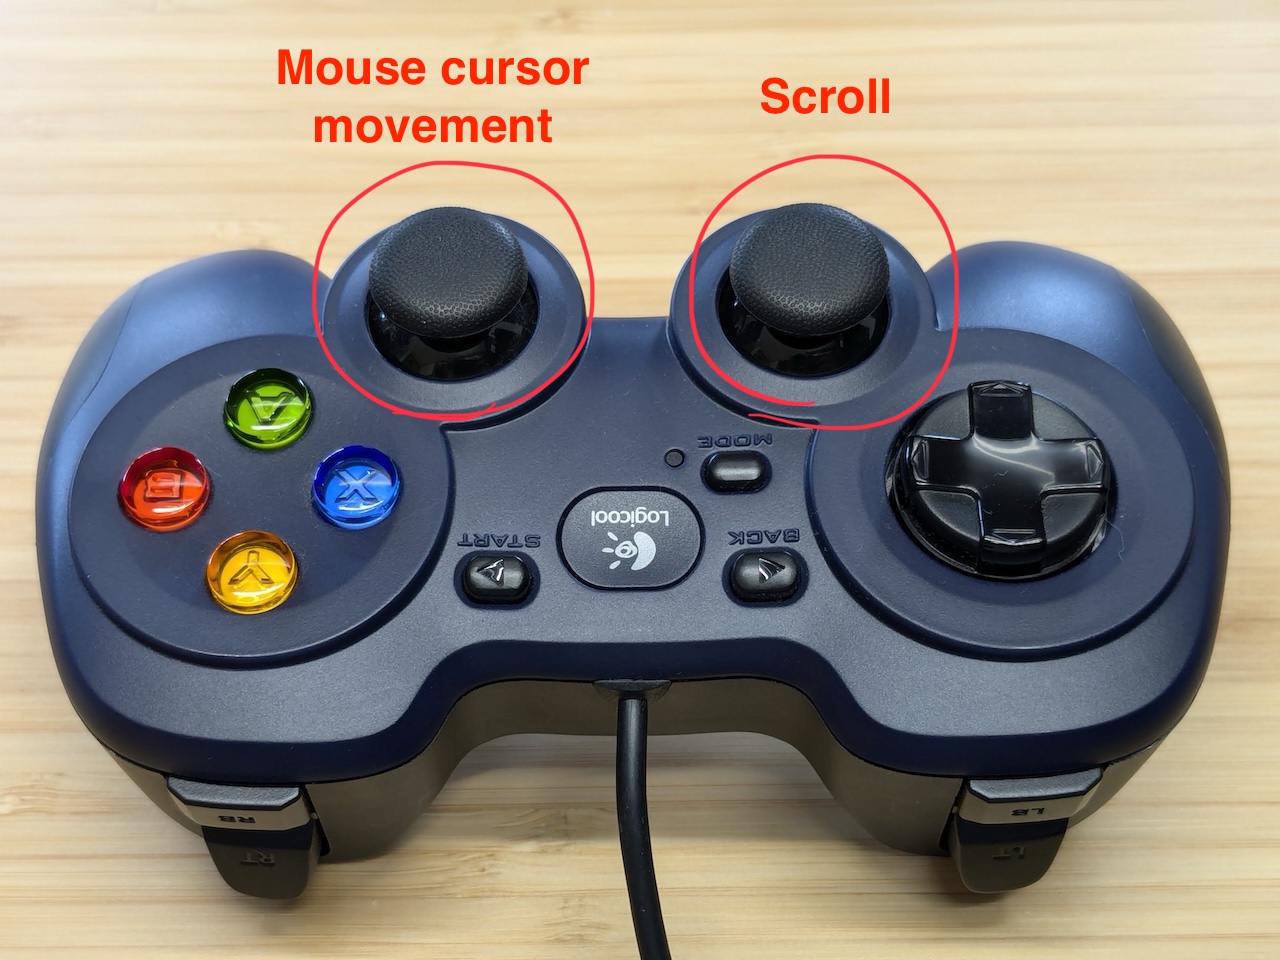 Mouse cursor
movement
Scroll
A
B
X
Y
MODE
START
BACK
Logicool
RB
RT
LB
LT